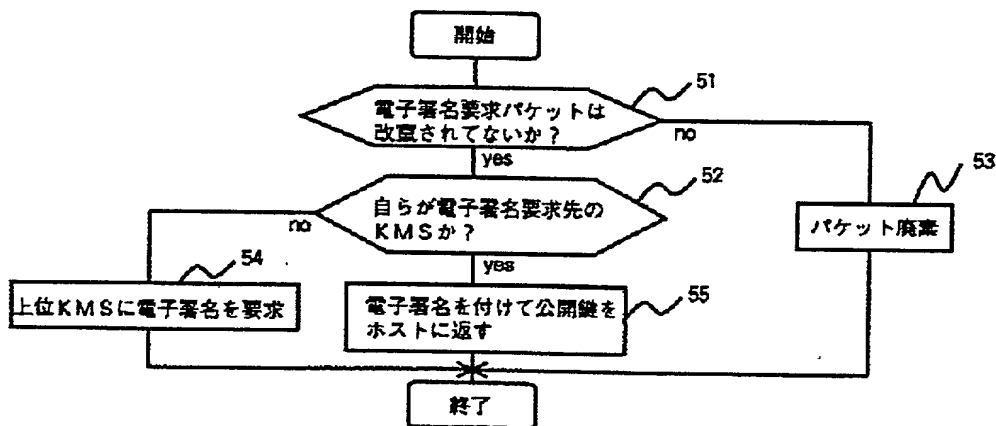 開始
51
電子署名要求パケットは
改竄されてないか？
no
yes
52
53
自らが電子署名要求先の
KMSか？
no
パケット廃棄
yes
54
上位KMSに電子署名を要求
55
電子署名を付けて公開鍵を
ホストに返す
終了